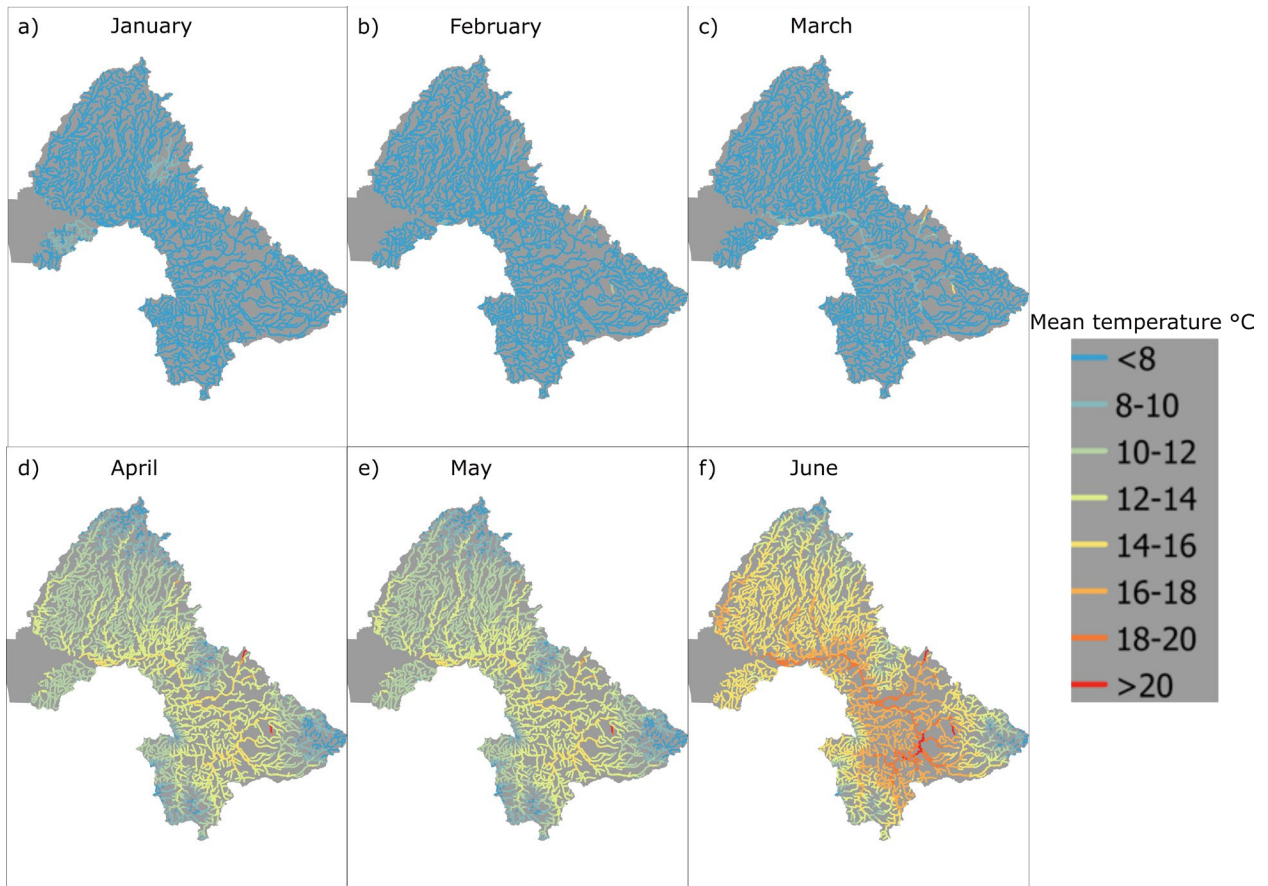 a) January
b) February
c) March
Mean temperature °C
<8
8-10
10-12
12-14
14-16
16-18
18-20
>20
d) April
e) May
f) June